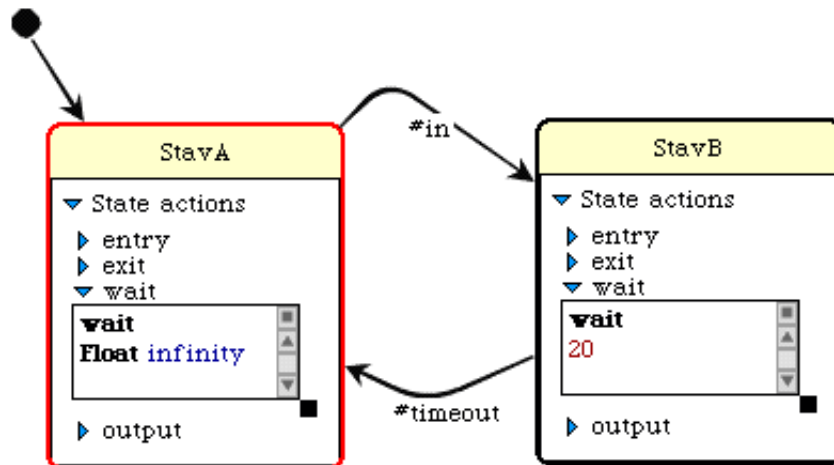 StavA
State actions
entry
exit
wait
wait
Float infinity
output
#in
#timeout
StavB
State actions
entry
exit
wait
wait
20
output